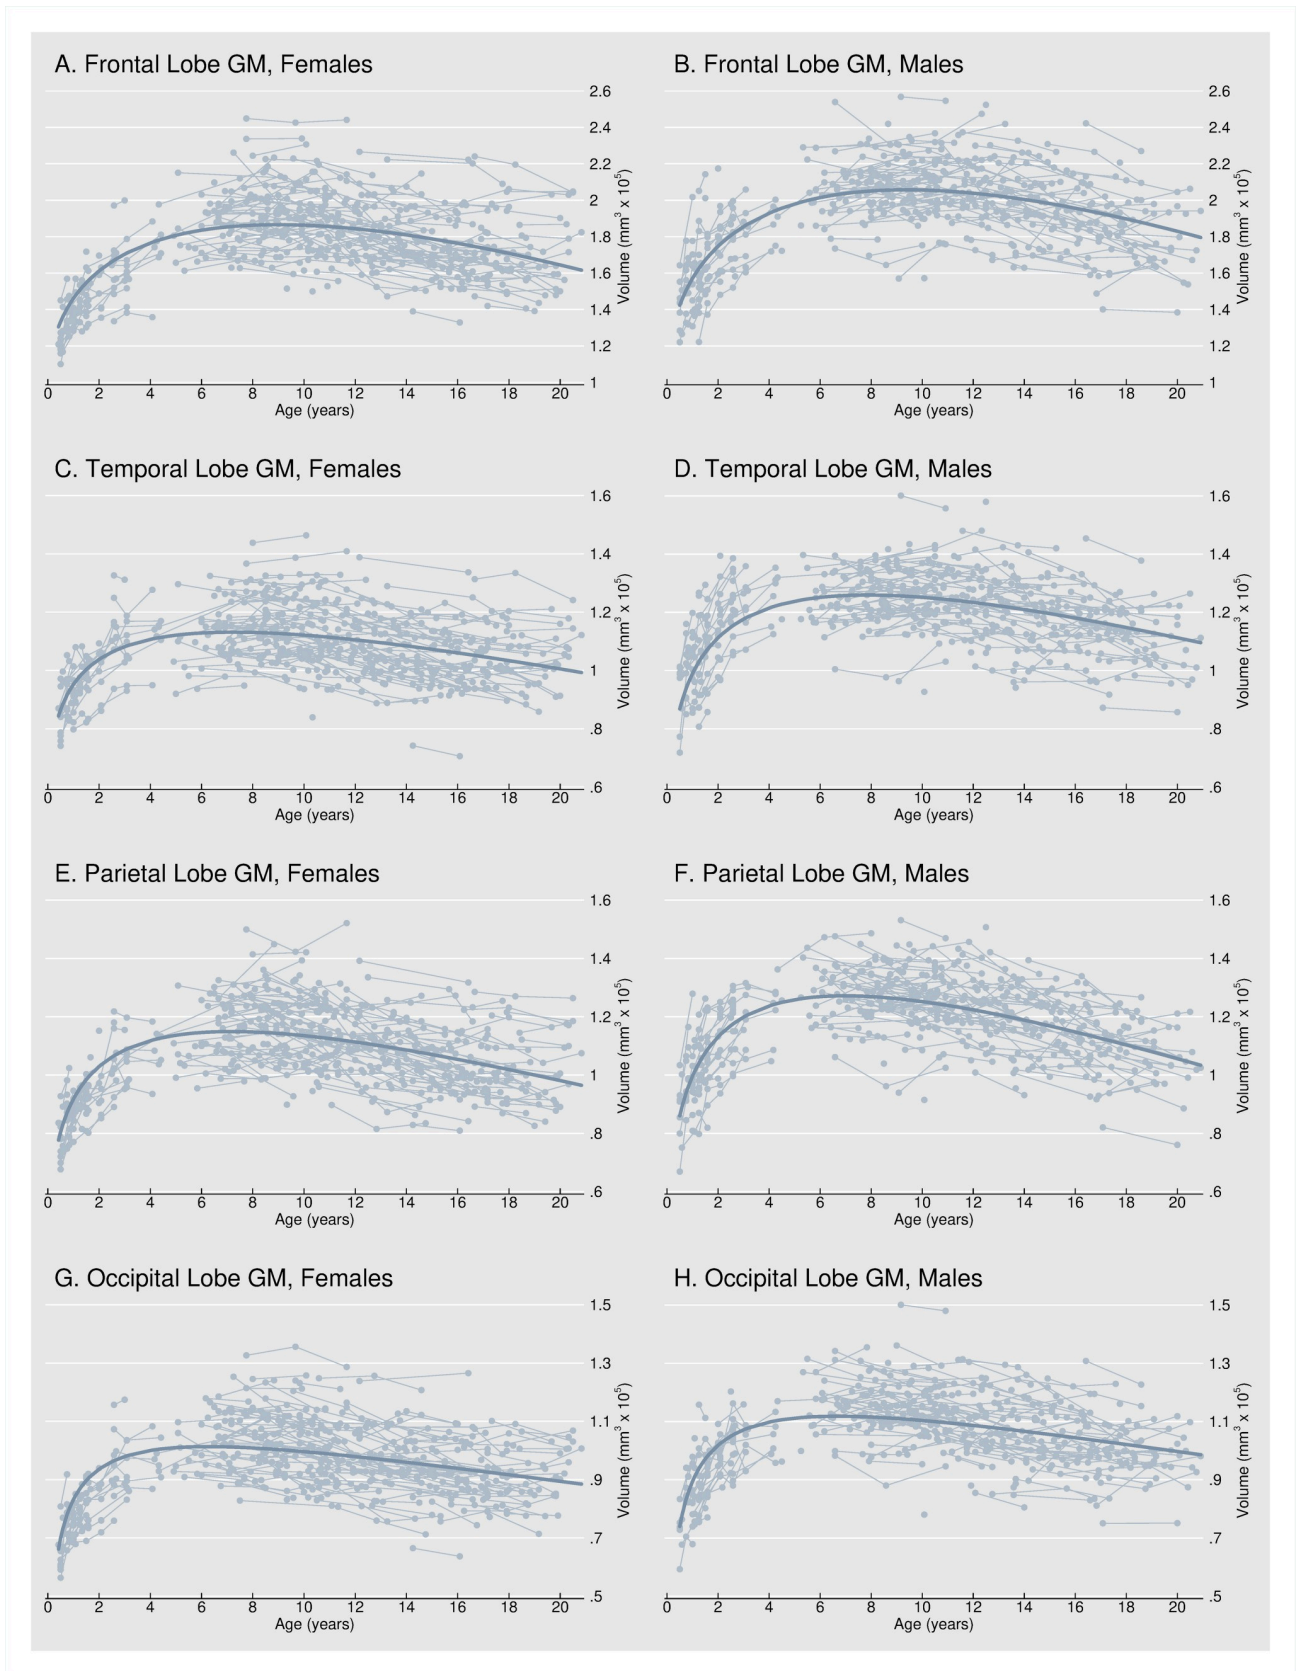 A. Frontal Lobe GM, Females
2.6
2.4
2.2
2
1.8
1.6
1.4
1.2
1
Volume (mm³ x 10⁵)
0 2 4 6 8 10 12 14 16 18 20
Age (years)
B. Frontal Lobe GM, Males
2.6
2.4
2.2
2
1.8
1.6
1.4
1.2
1
Volume (mm³ x 10⁵)
0 2 4 6 8 10 12 14 16 18 20
Age (years)
C. Temporal Lobe GM, Females
1.6
1.4
1.2
1
.8
.6
Volume (mm³ x 10⁵)
0 2 4 6 8 10 12 14 16 18 20
Age (years)
D. Temporal Lobe GM, Males
1.6
1.4
1.2
1
.8
.6
Volume (mm³ x 10⁵)
0 2 4 6 8 10 12 14 16 18 20
Age (years)
E. Parietal Lobe GM, Females
1.6
1.4
1.2
1
.8
.6
Volume (mm³ x 10⁵)
0 2 4 6 8 10 12 14 16 18 20
Age (years)
F. Parietal Lobe GM, Males
1.6
1.4
1.2
1
.8
.6
Volume (mm³ x 10⁵)
0 2 4 6 8 10 12 14 16 18 20
Age (years)
G. Occipital Lobe GM, Females
1.5
1.3
1.1
.9
.7
.5
Volume (mm³ x 10⁵)
0 2 4 6 8 10 12 14 16 18 20
Age (years)
H. Occipital Lobe GM, Males
1.5
1.3
1.1
.9
.7
.5
Volume (mm³ x 10⁵)
0 2 4 6 8 10 12 14 16 18 20
Age (years)